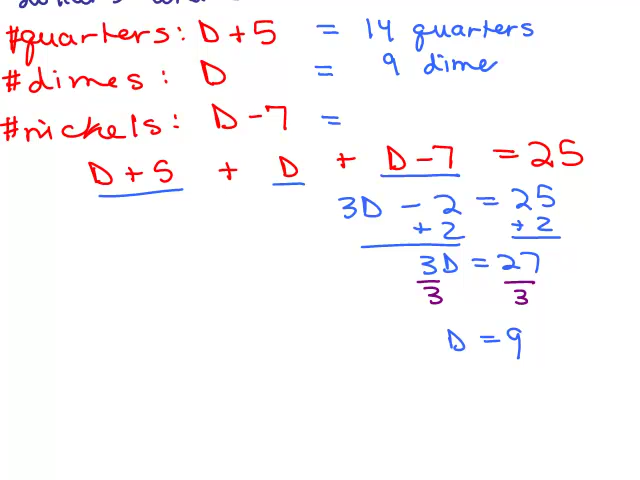 #quarters: D+5 = 14 quarters
#dimes: D = 9 dime
#nickels: D-7 =
D+5 + D + D-7 = 25
3D - 2 = 25
+2 +2
3D = 27
3 3
D = 9